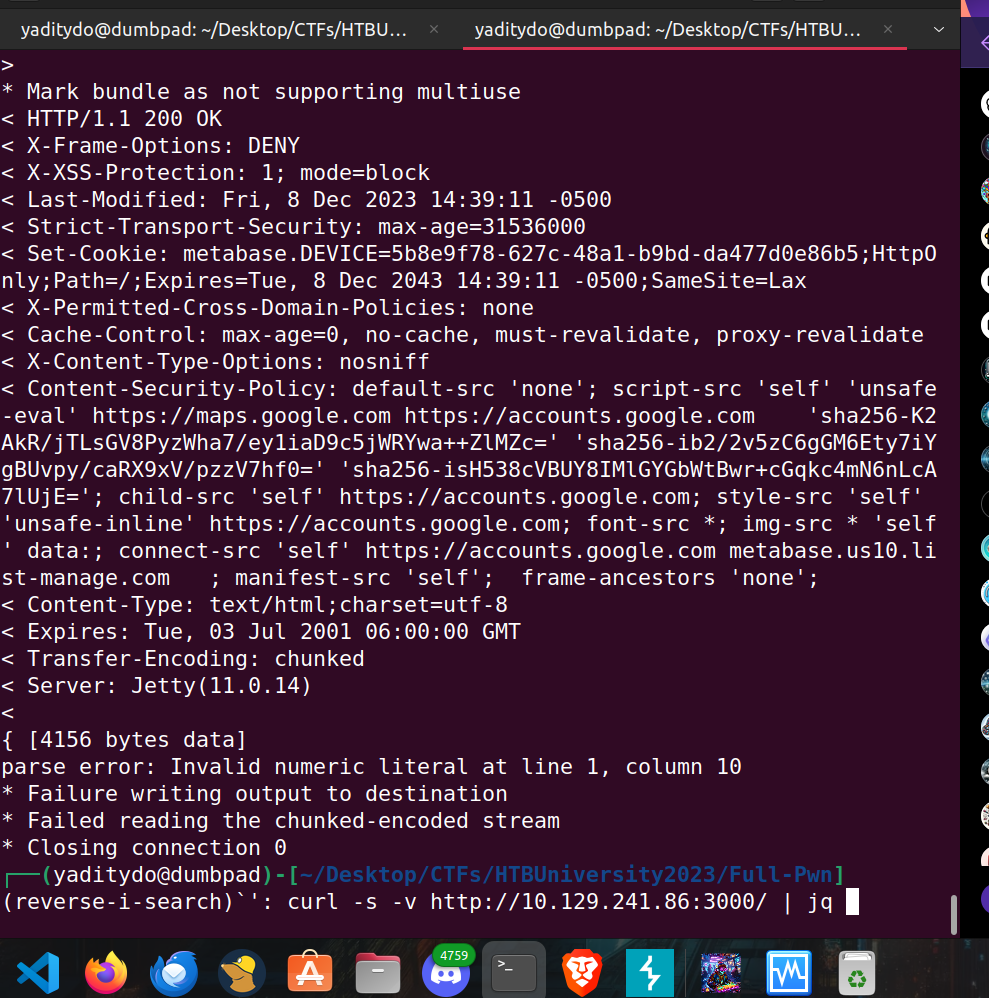 yaditydo@dumbpad: ~/Desktop/CTFs/HTBU... × yaditydo@dumbpad: ~/Desktop/CTFs/HTBU... ×
>
* Mark bundle as not supporting multiuse
< HTTP/1.1 200 OK
< X-Frame-Options: DENY
< X-XSS-Protection: 1; mode=block
< Last-Modified: Fri, 8 Dec 2023 14:39:11 -0500
< Strict-Transport-Security: max-age=31536000
< Set-Cookie: metabase.DEVICE=5b8e9f78-627c-48a1-b9bd-da477d0e86b5;HttpO
nly;Path=/;Expires=Tue, 8 Dec 2043 14:39:11 -0500;SameSite=Lax
< X-Permitted-Cross-Domain-Policies: none
< Cache-Control: max-age=0, no-cache, must-revalidate, proxy-revalidate
< X-Content-Type-Options: nosniff
< Content-Security-Policy: default-src 'none'; script-src 'self' 'unsafe
-eval' https://maps.google.com https://accounts.google.com    'sha256-K2
AkR/jTLsGV8PyzWha7/ey1iaD9c5jWRYwa++ZlMZc=' 'sha256-ib2/2v5zC6gGM6Ety7iY
gBUvpy/caRX9xV/pzzV7hf0=' 'sha256-isH538cVBUY8IMlGYGbWtBwr+cGqkc4mN6nLcA
7lUjE='; child-src 'self' https://accounts.google.com; style-src 'self'
'unsafe-inline' https://accounts.google.com; font-src *; img-src * 'self
' data:; connect-src 'self' https://accounts.google.com metabase.us10.li
st-manage.com   ; manifest-src 'self';  frame-ancestors 'none';
< Content-Type: text/html;charset=utf-8
< Expires: Tue, 03 Jul 2001 06:00:00 GMT
< Transfer-Encoding: chunked
< Server: Jetty(11.0.14)
<
{ [4156 bytes data]
parse error: Invalid numeric literal at line 1, column 10
* Failure writing output to destination
* Failed reading the chunked-encoded stream
* Closing connection 0
┌──(yaditydo@dumbpad)-[~/Desktop/CTFs/HTBUniversity2023/Full-Pwn]
(reverse-i-search)`': curl -s -v http://10.129.241.86:3000/ | jq
4759
>_